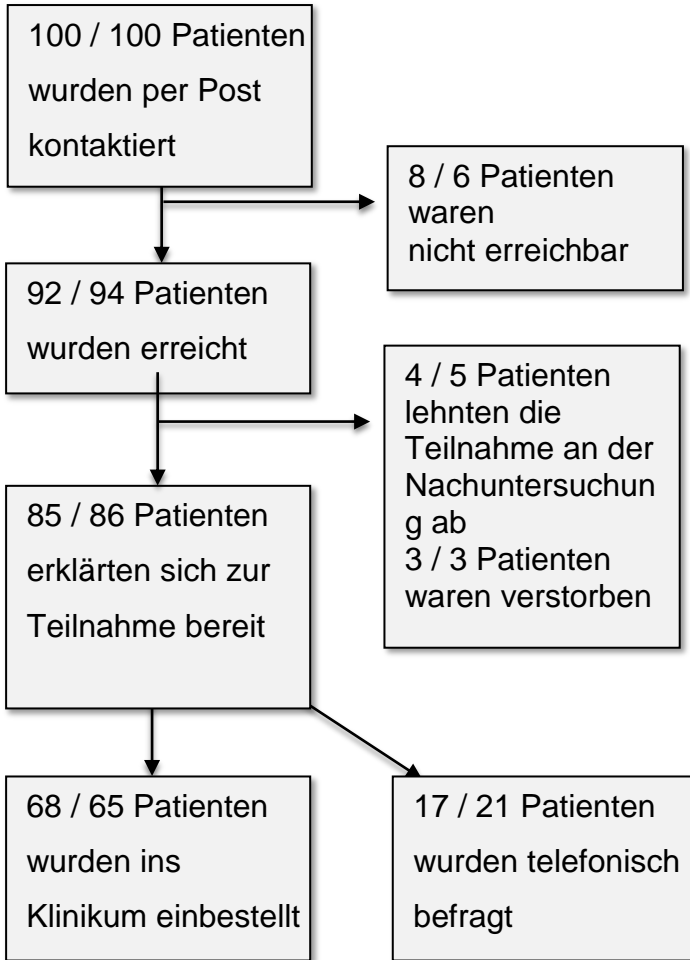 100 / 100 Patienten
wurden per Post
kontaktiert
8 / 6 Patienten
waren
nicht erreichbar
92 / 94 Patienten
wurden erreicht
4 / 5 Patienten
lehnten die
Teilnahme an der
Nachuntersuchun
g ab
3 / 3 Patienten
waren verstorben
85 / 86 Patienten
erklärten sich zur
Teilnahme bereit
68 / 65 Patienten
wurden ins
Klinikum einbestellt
17 / 21 Patienten
wurden telefonisch
befragt